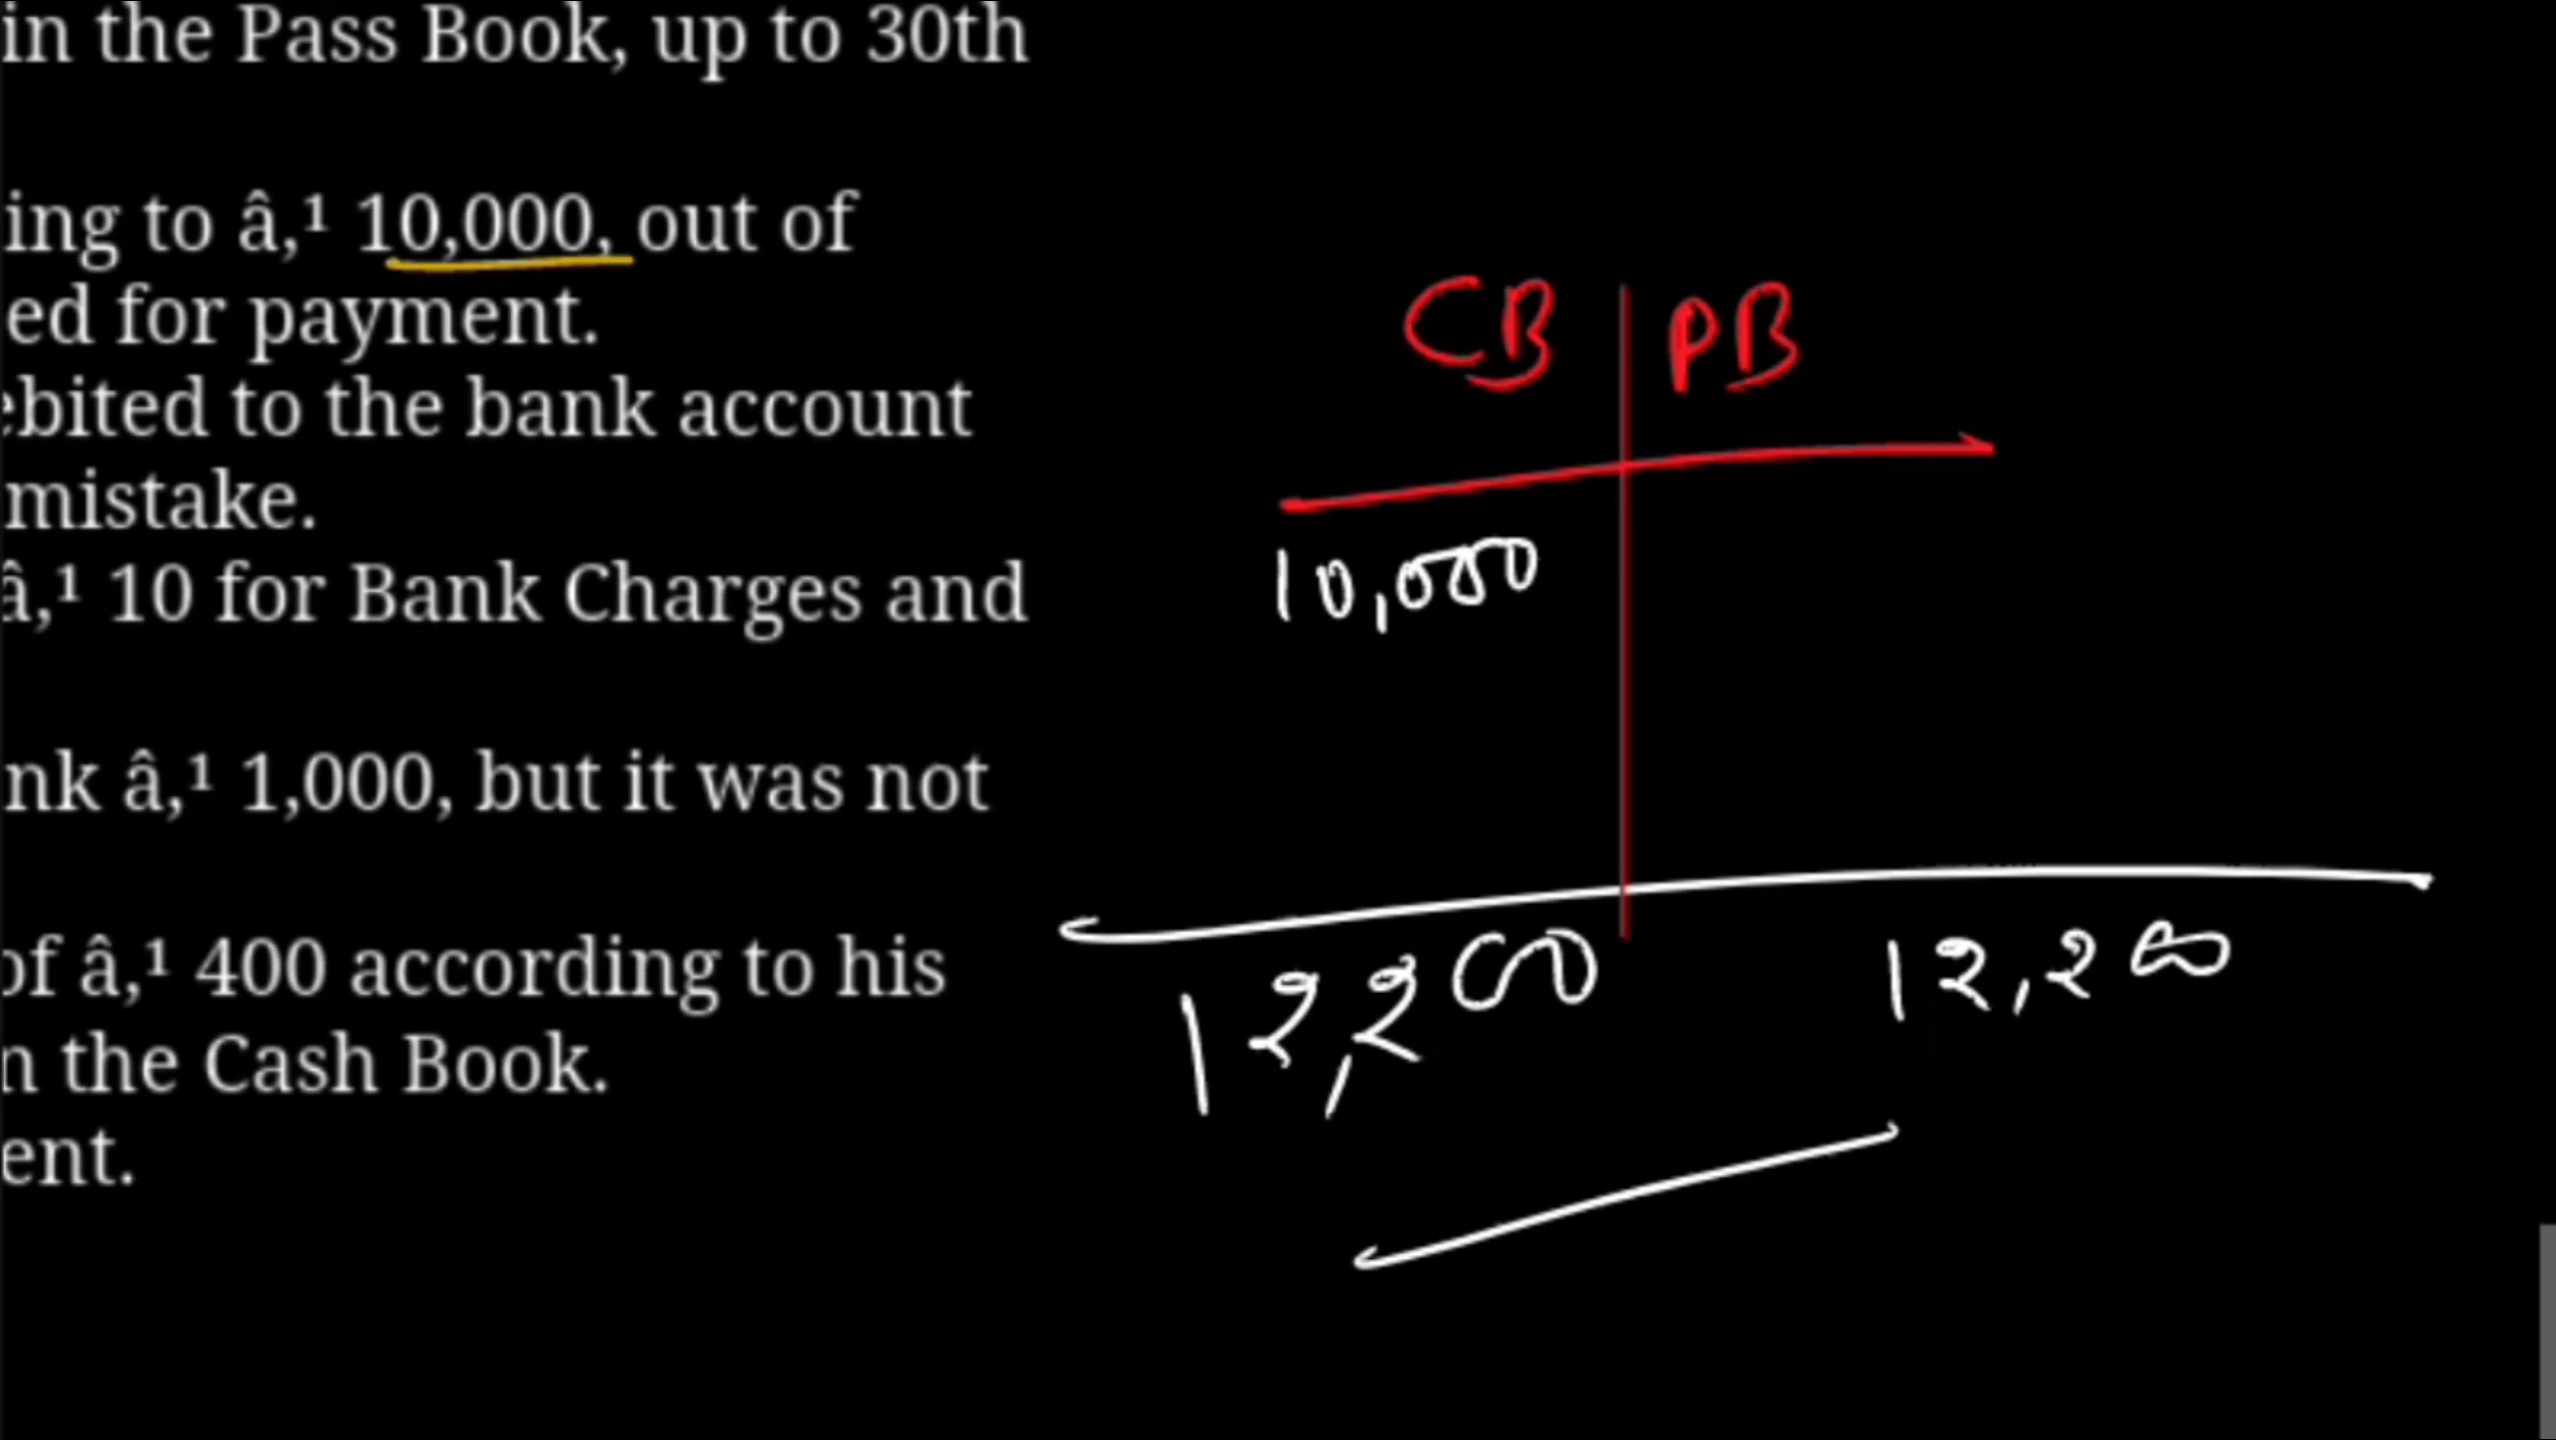 in the Pass Book, up to 30th
ing to â,¹ 10,000, out of
ed for payment.
ebited to the bank account
mistake.
â,¹ 10 for Bank Charges and
nk â,¹ 1,000, but it was not
of â,¹ 400 according to his
n the Cash Book.
ent.
CB PB
10,000
12,200 12,200